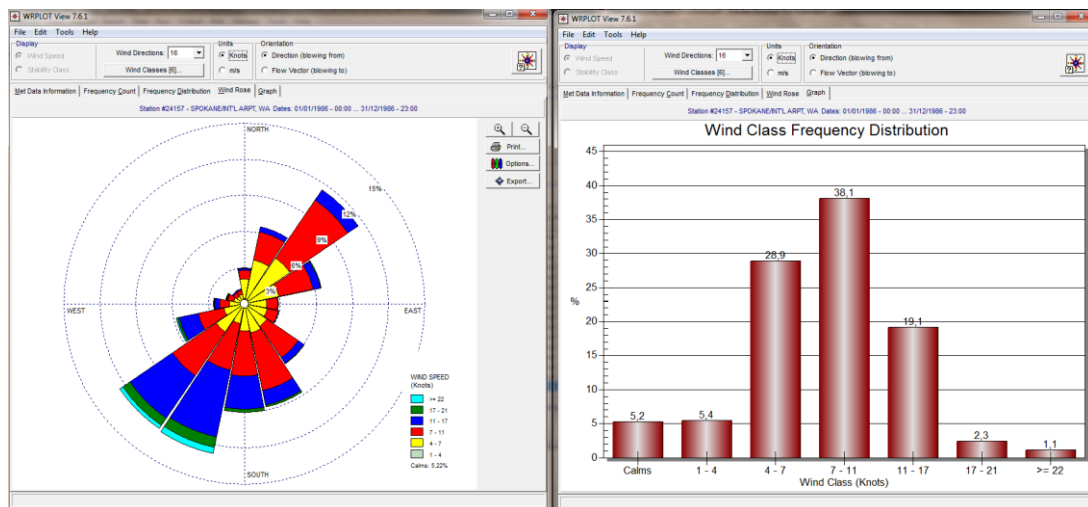 WRPLOT View 7.6.1
File Edit Tools Help
Display
Wind Speed
Stability Class
Wind Directions: 16
Wind Classes [6]...
Units
Knots
m/s
Orientation
Direction (blowing from)
Flow Vector (blowing to)
Met Data Information Frequency Count Frequency Distribution Wind Rose Graph
Station #24157 - SPOKANE/INT'L ARPT, WA Dates: 01/01/1986 - 00:00 ... 31/12/1986 - 23:00
NORTH
15%
12%
9%
6%
3%
WEST
EAST
SOUTH
Print...
Options...
Export...
WIND SPEED
(Knots)
>= 22
17 - 21
11 - 17
7 - 11
4 - 7
1 - 4
Calms: 5,22%
WRPLOT View 7.6.1
File Edit Tools Help
Display
Wind Speed
Stability Class
Wind Directions: 16
Wind Classes [6]...
Units
Knots
m/s
Orientation
Direction (blowing from)
Flow Vector (blowing to)
Met Data Information Frequency Count Frequency Distribution Wind Rose Graph
Station #24157 - SPOKANE/INT'L ARPT, WA Dates: 01/01/1986 - 00:00 ... 31/12/1986 - 23:00
Wind Class Frequency Distribution
45
40
35
30
25
%
20
15
10
5
0
5,2
5,4
28,9
38,1
19,1
2,3
1,1
Calms 1 - 4 4 - 7 7 - 11 11 - 17 17 - 21 >= 22
Wind Class (Knots)